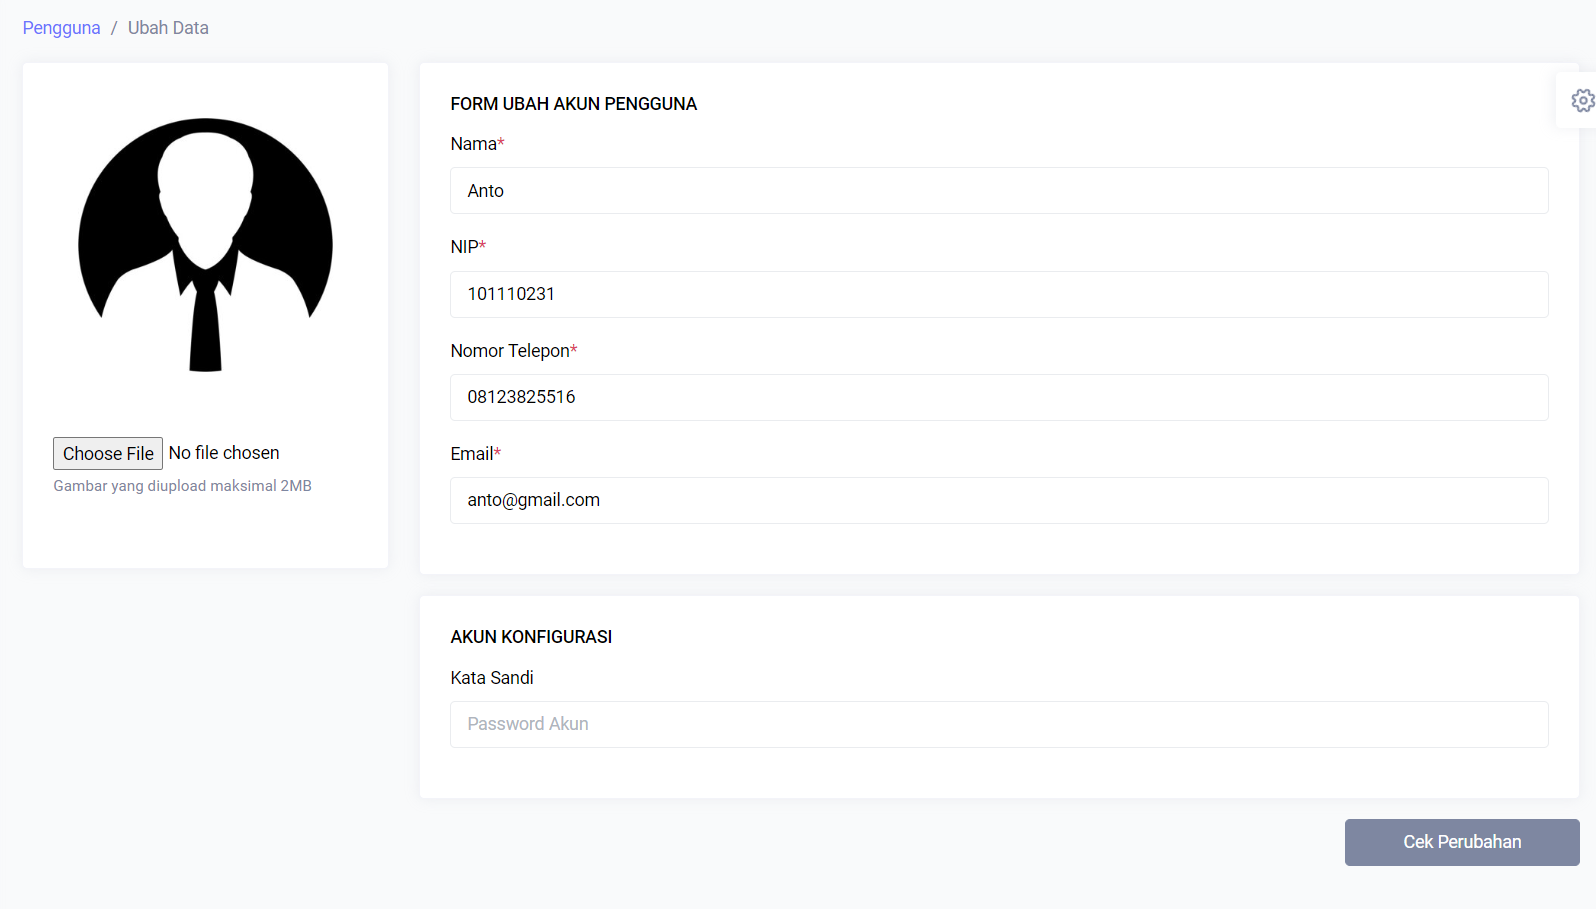 Pengguna / Ubah Data
Choose File No file chosen
Gambar yang diupload maksimal 2MB
FORM UBAH AKUN PENGGUNA
Nama*
Anto
NIP*
101110231
Nomor Telepon*
08123825516
Email*
anto@gmail.com
AKUN KONFIGURASI
Kata Sandi
Password Akun
Cek Perubahan